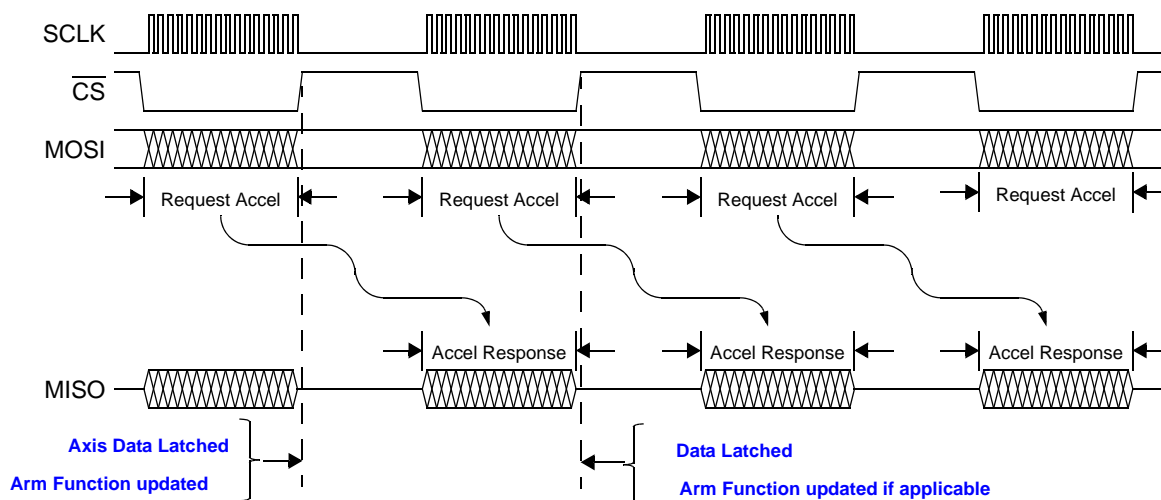 SCLK
CS
MOSI
Request Accel
Request Accel
Request Accel
Request Accel
Accel Response
Accel Response
Accel Response
MISO
Axis Data Latched
Arm Function updated
Data Latched
Arm Function updated if applicable